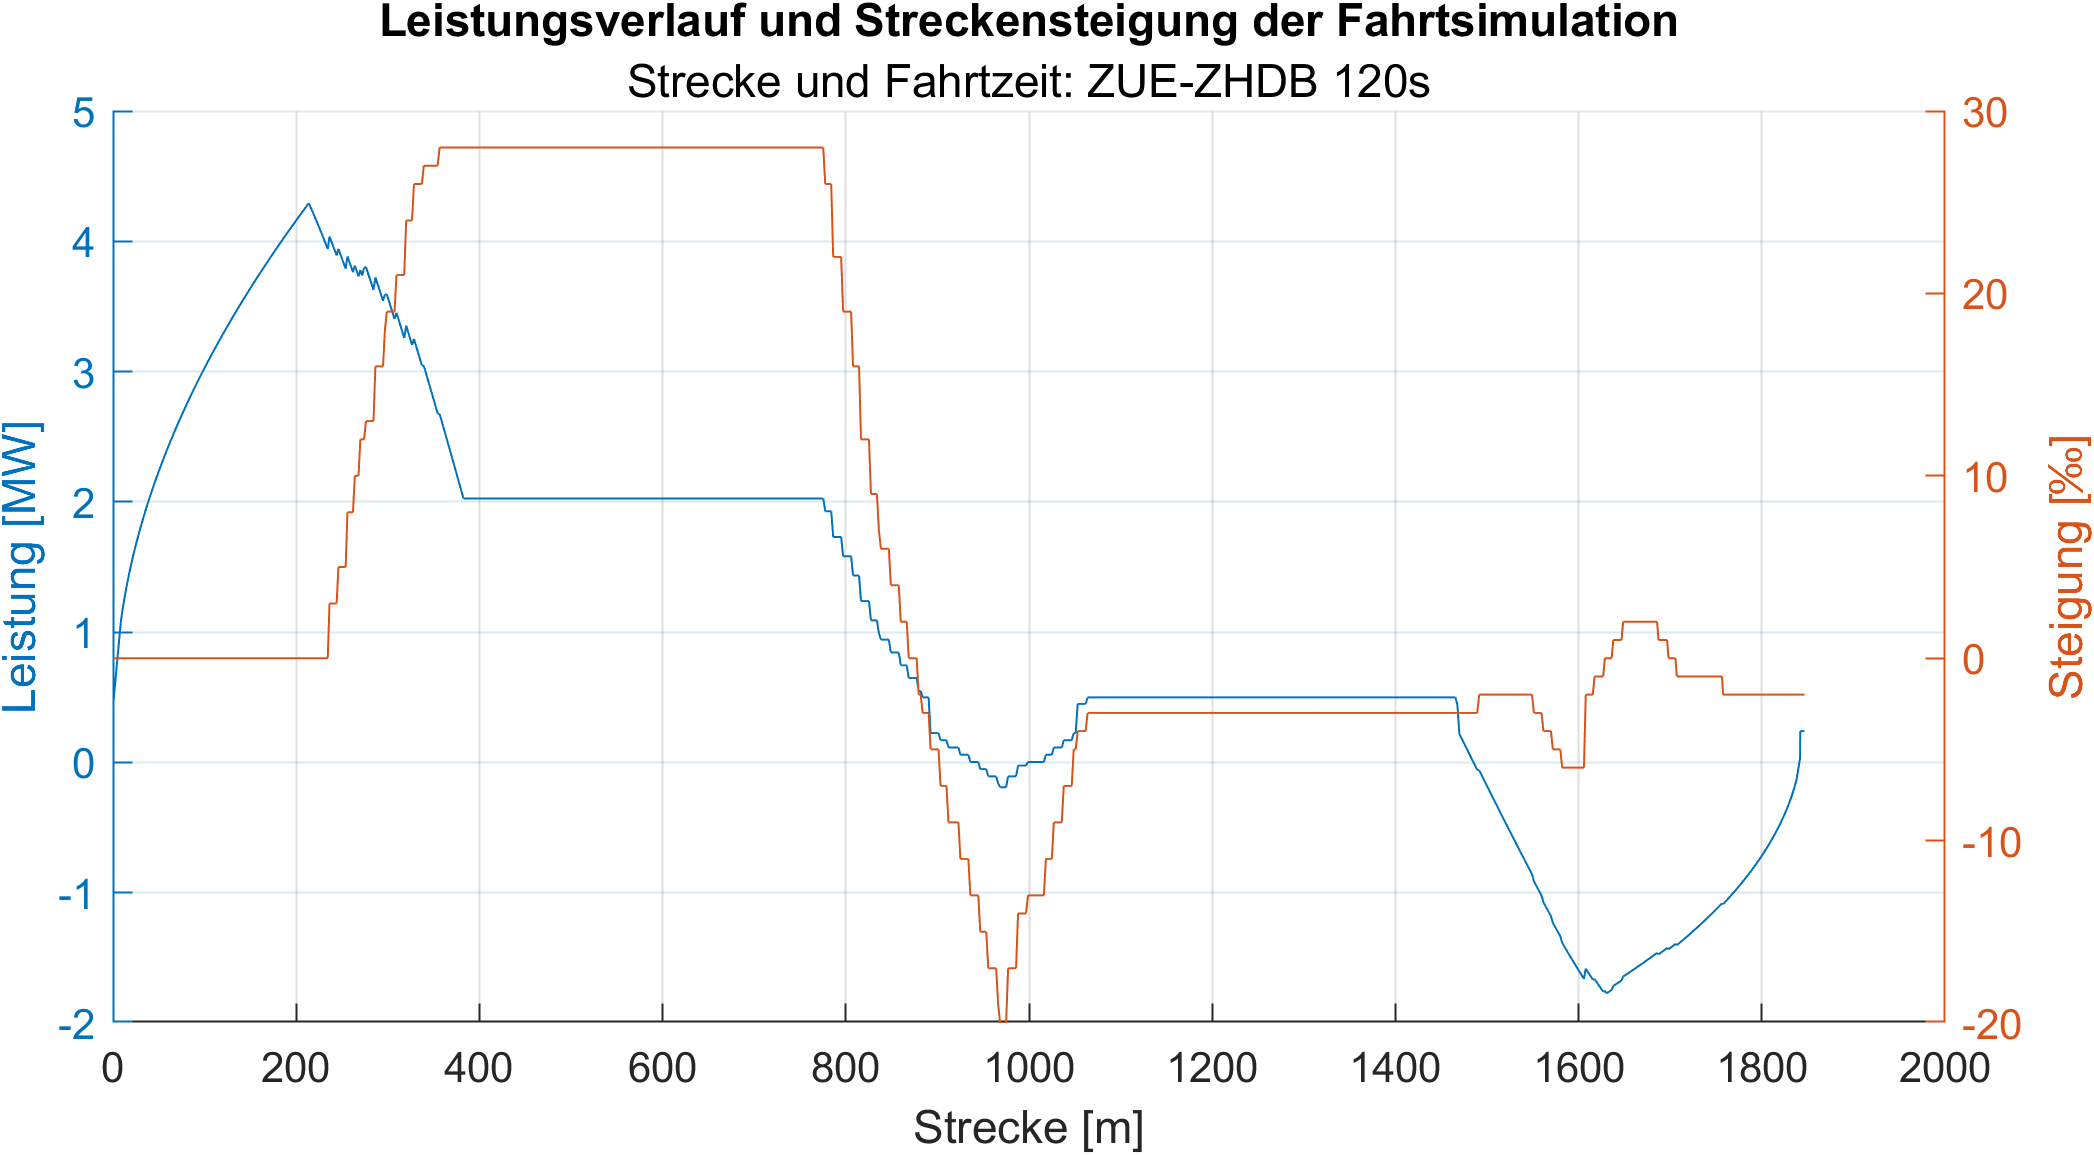 Leistungsverlauf und Streckensteigung der Fahrtsimulation
Strecke und Fahrtzeit: ZUE-ZHDB 120s
5
4
3
2
1
0
-1
-2
Leistung [MW]
30
20
10
0
-10
-20
Steigung [‰]
0 200 400 600 800 1000 1200 1400 1600 1800 2000
Strecke [m]